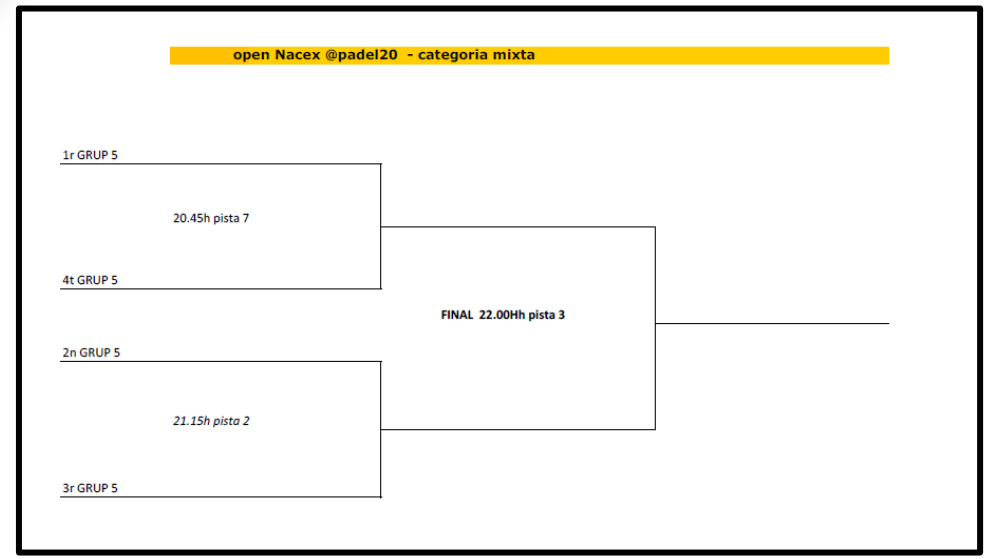 open Nacex @padel20 - categoria mixta
1r GRUP 5
20.45h pista 7
4t GRUP 5
FINAL 22.00Hh pista 3
2n GRUP 5
21.15h pista 2
3r GRUP 5